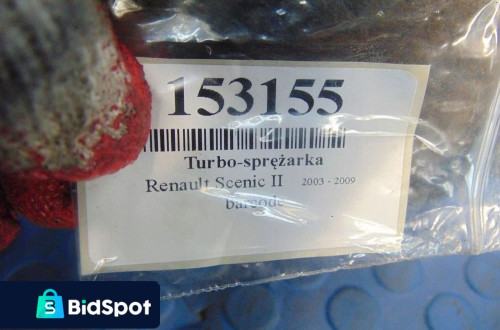 153155
Turbo-sprężarka
Renault Scenic II 2003 - 2009
barcode
BidSpot